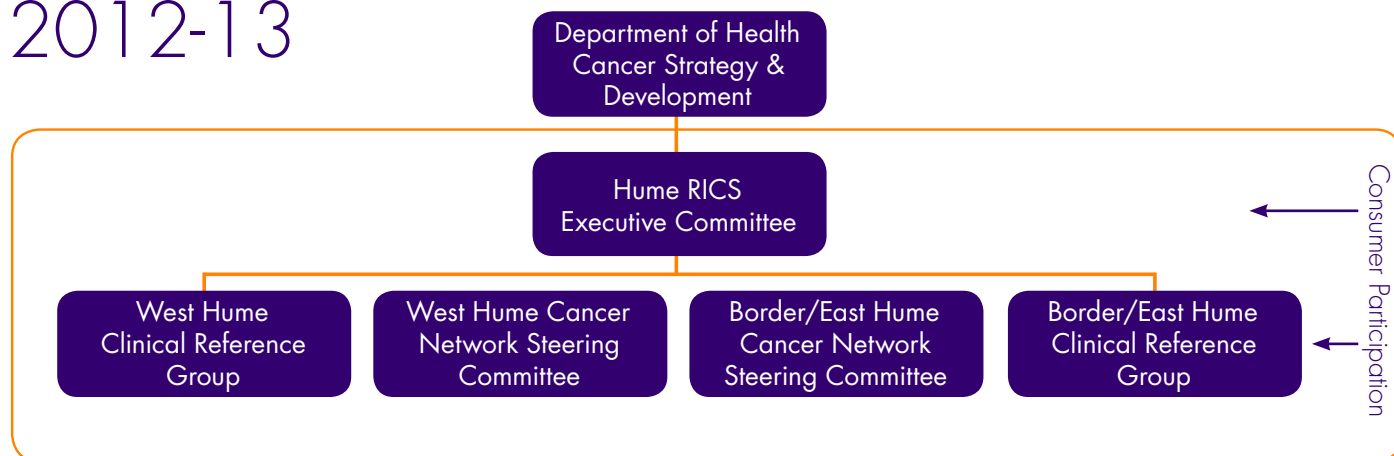 2012-13
Department of Health
Cancer Strategy &
Development
Hume RICS
Executive Committee
West Hume
Clinical Reference
Group
West Hume Cancer
Network Steering
Committee
Border/East Hume
Cancer Network
Steering Committee
Border/East Hume
Clinical Reference
Group
Consumer Participation